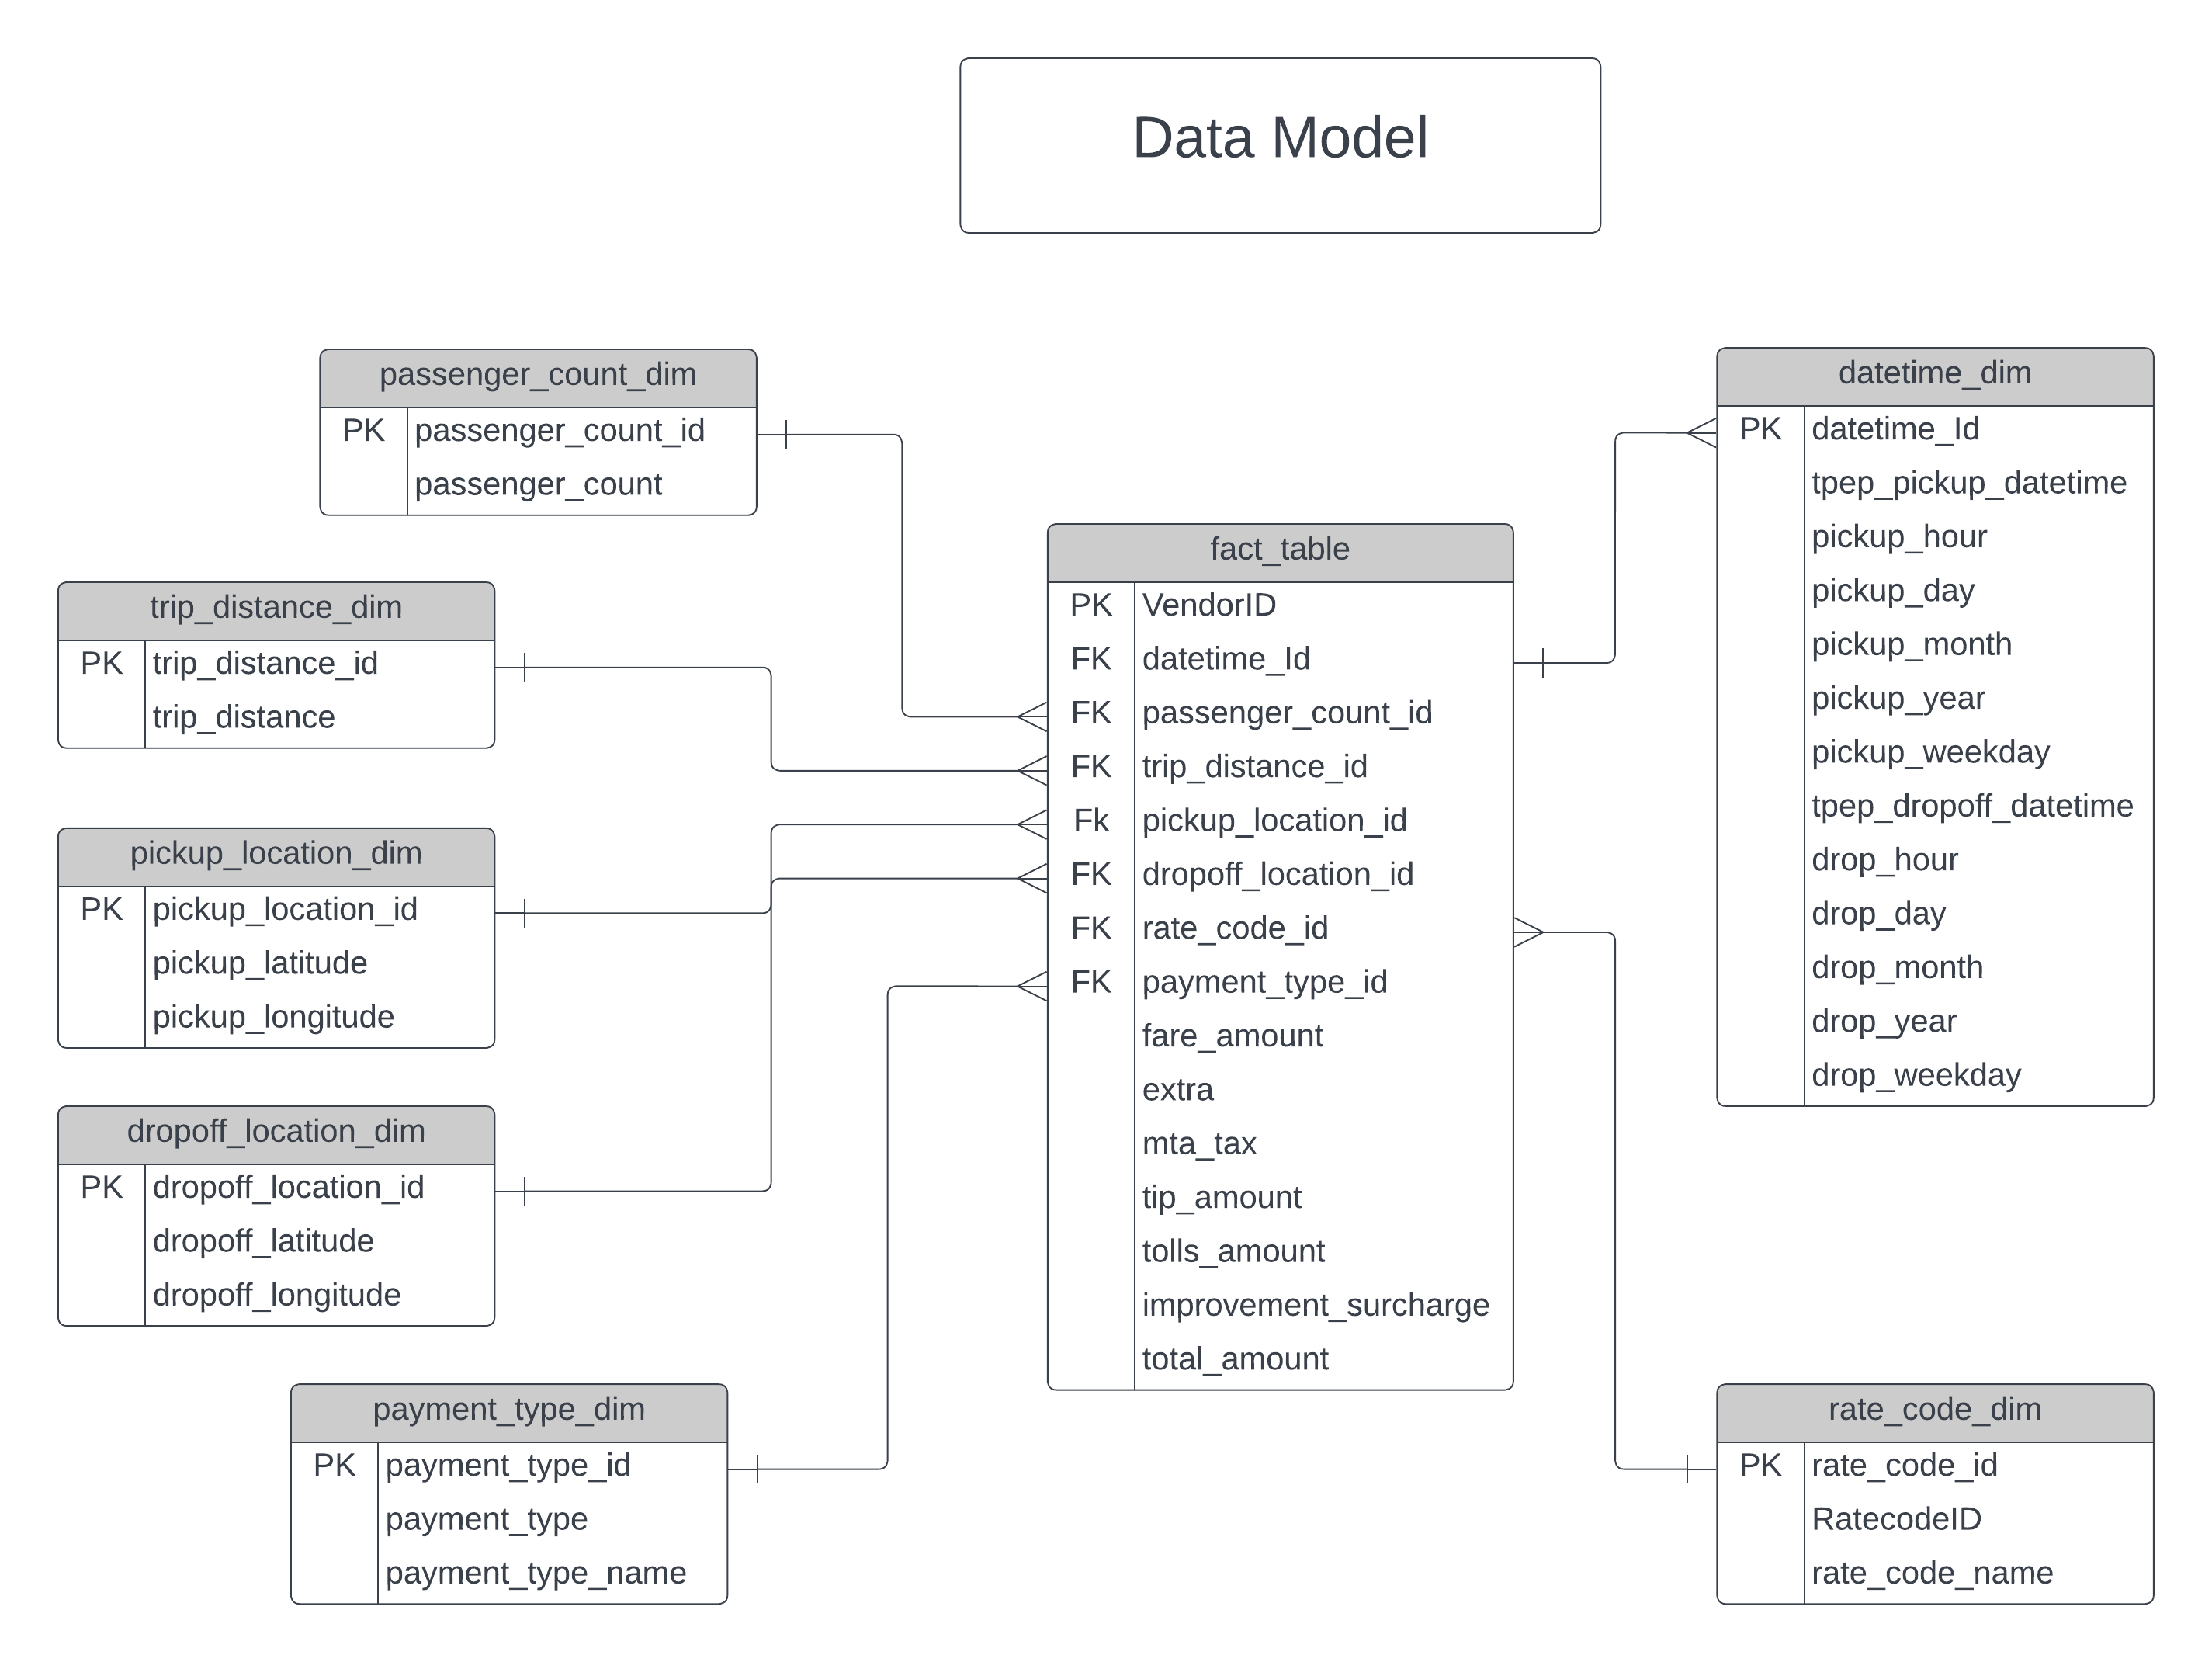 Data Model
passenger_count_dim
PK passenger_count_id
passenger_count
trip_distance_dim
PK trip_distance_id
trip_distance
pickup_location_dim
PK pickup_location_id
pickup_latitude
pickup_longitude
dropoff_location_dim
PK dropoff_location_id
dropoff_latitude
dropoff_longitude
payment_type_dim
PK payment_type_id
payment_type
payment_type_name
fact_table
PK VendorID
FK datetime_Id
FK passenger_count_id
FK trip_distance_id
Fk pickup_location_id
FK dropoff_location_id
FK rate_code_id
FK payment_type_id
fare_amount
extra
mta_tax
tip_amount
tolls_amount
improvement_surcharge
total_amount
datetime_dim
PK datetime_Id
tpep_pickup_datetime
pickup_hour
pickup_day
pickup_month
pickup_year
pickup_weekday
tpep_dropoff_datetime
drop_hour
drop_day
drop_month
drop_year
drop_weekday
rate_code_dim
PK rate_code_id
RatecodeID
rate_code_name